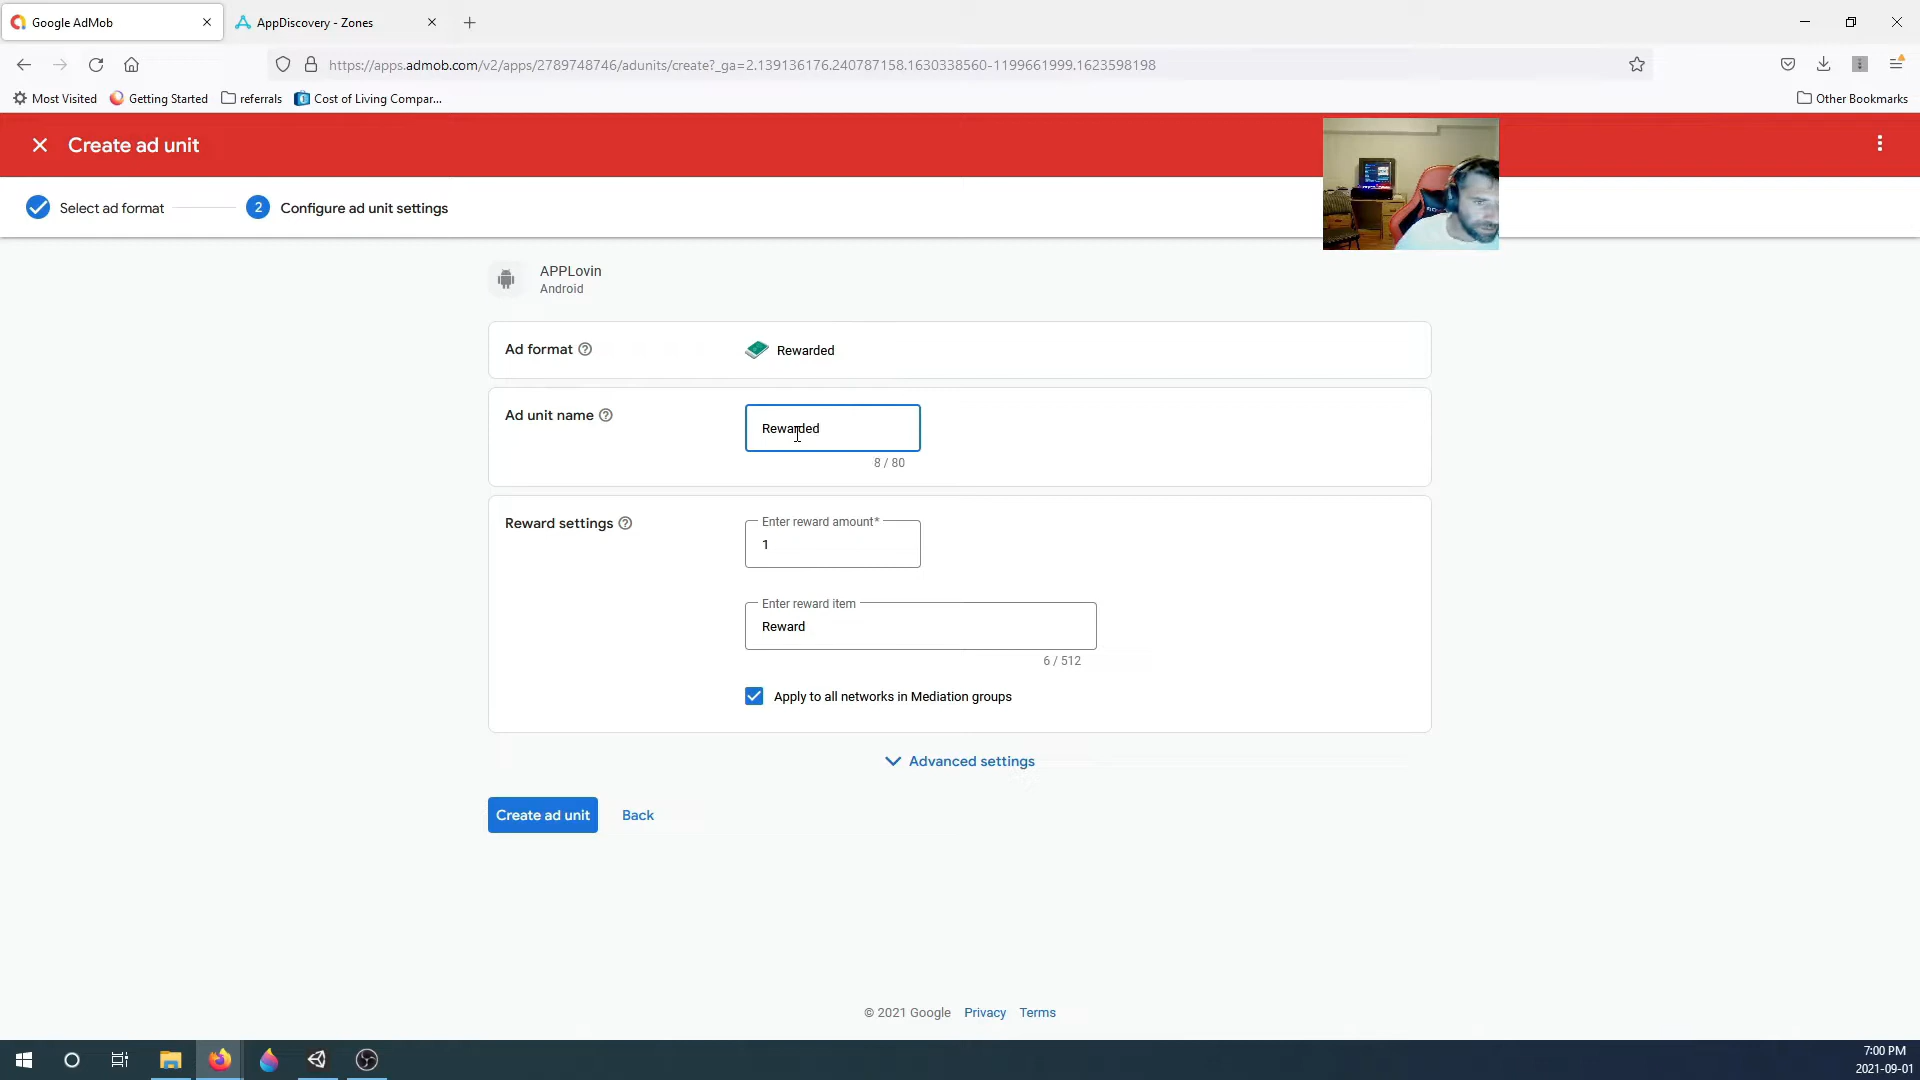 Google AdMob
AppDiscovery - Zones
https://apps.admob.com/v2/apps/2789748746/adunits/create?_ga=2.139136176.240787158.1630338560-1199661999.1623598198
Most Visited
Getting Started
referrals
Cost of Living Compar...
Other Bookmarks
Create ad unit
Select ad format
2
Configure ad unit settings
APPLovin
Android
Ad format
Rewarded
Ad unit name
Rewarded
8 / 80
Reward settings
Enter reward amount*
1
Enter reward item
Reward
6 / 512
Apply to all networks in Mediation groups
Advanced settings
Create ad unit
Back
© 2021 Google Privacy Terms
7:00 PM
2021-09-01